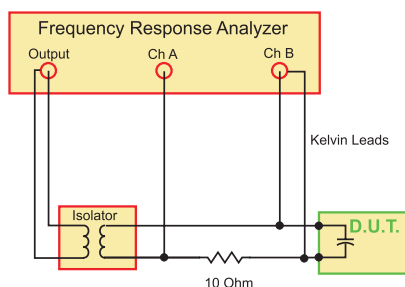 Frequency Response Analyzer
Output
Ch A
Ch B
Kelvin Leads
Isolator
D.U.T.
10 Ohm